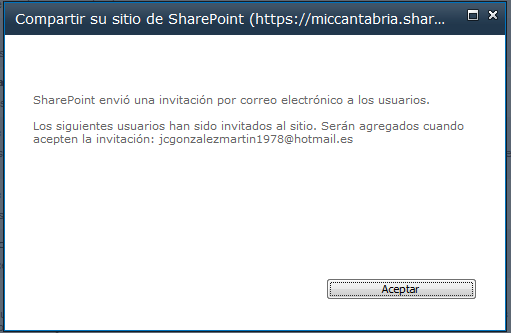 Compartir su sitio de SharePoint (https://miccantabria.shar...
SharePoint envió una invitación por correo electrónico a los usuarios.
Los siguientes usuarios han sido invitados al sitio. Serán agregados cuando
acepten la invitación: jcgonzalezmartin1978@hotmail.es
Aceptar